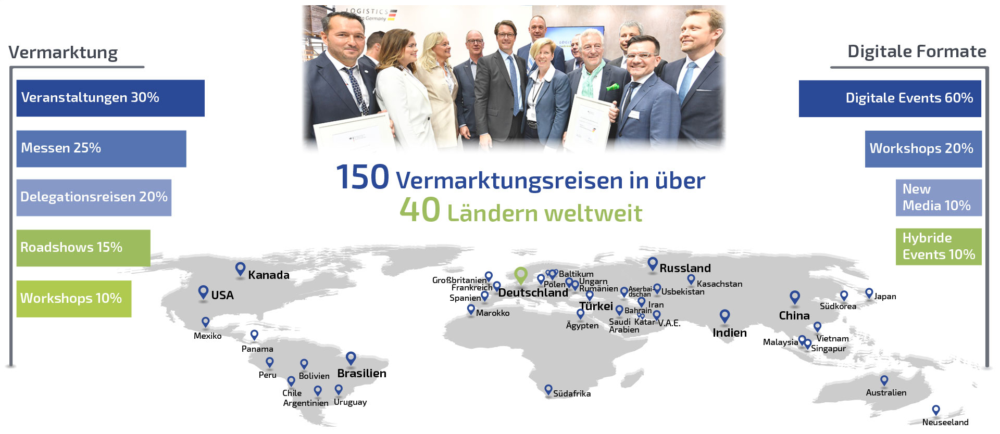 Vermarktung
Veranstaltungen 30%
Messen 25%
Delegationsreisen 20%
Roadshows 15%
Workshops 10%
LOGISTICS
Germany
LOGIS
Digitale Formate
Digitale Events 60%
Workshops 20%
New
Media 10%
Hybride
Events 10%
150 Vermarktungsreisen in über
40 Ländern weltweit
Kanada
USA
Mexiko
Panama
Peru
Bolivien
Brasilien
Chile
Argentinien
Uruguay
Großbritanien
Frankreich
Spanien
Marokko
Deutschland
Baltikum
Polen
Ungarn
Rumänien
Türkei
Ägypten
Südafrika
Russland
Kasachstan
Usbekistan
Aserbai-
dschan
Iran
Bahrain
Saudi
Arabien
Katar
V.A.E.
Indien
China
Südkorea
Japan
Vietnam
Malaysia
Singapur
Australien
Neuseeland